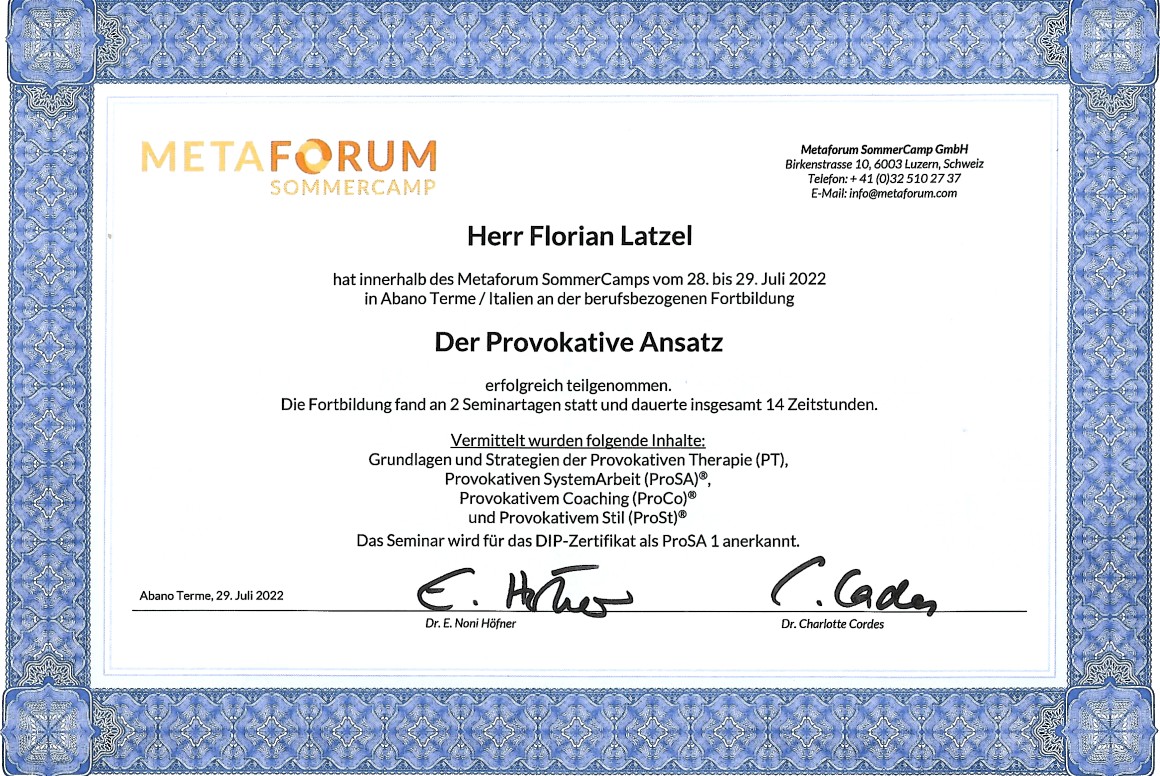 METAFORUM
SOMMERCAMP
Metaforum SommerCamp GmbH
Birkenstrasse 10, 6003 Luzern, Schweiz
Telefon: + 41 (0)32 510 27 37
E-Mail: info@metaforum.com
Herr Florian Latzel
hat innerhalb des Metaforum SommerCamps vom 28. bis 29. Juli 2022
in Abano Terme / Italien an der berufsbezogenen Fortbildung
Der Provokative Ansatz
erfolgreich teilgenommen.
Die Fortbildung fand an 2 Seminartagen statt und dauerte insgesamt 14 Zeitstunden.
Vermittelt wurden folgende Inhalte:
Grundlagen und Strategien der Provokativen Therapie (PT),
Provokativen SystemArbeit (ProSA)®,
Provokativem Coaching (ProCo)®
und Provokativem Stil (ProSt)®
Das Seminar wird für das DIP-Zertifikat als ProSA 1 anerkannt.
E. Höfner
C. Cordes
Abano Terme, 29. Juli 2022
Dr. E. Noni Höfner
Dr. Charlotte Cordes